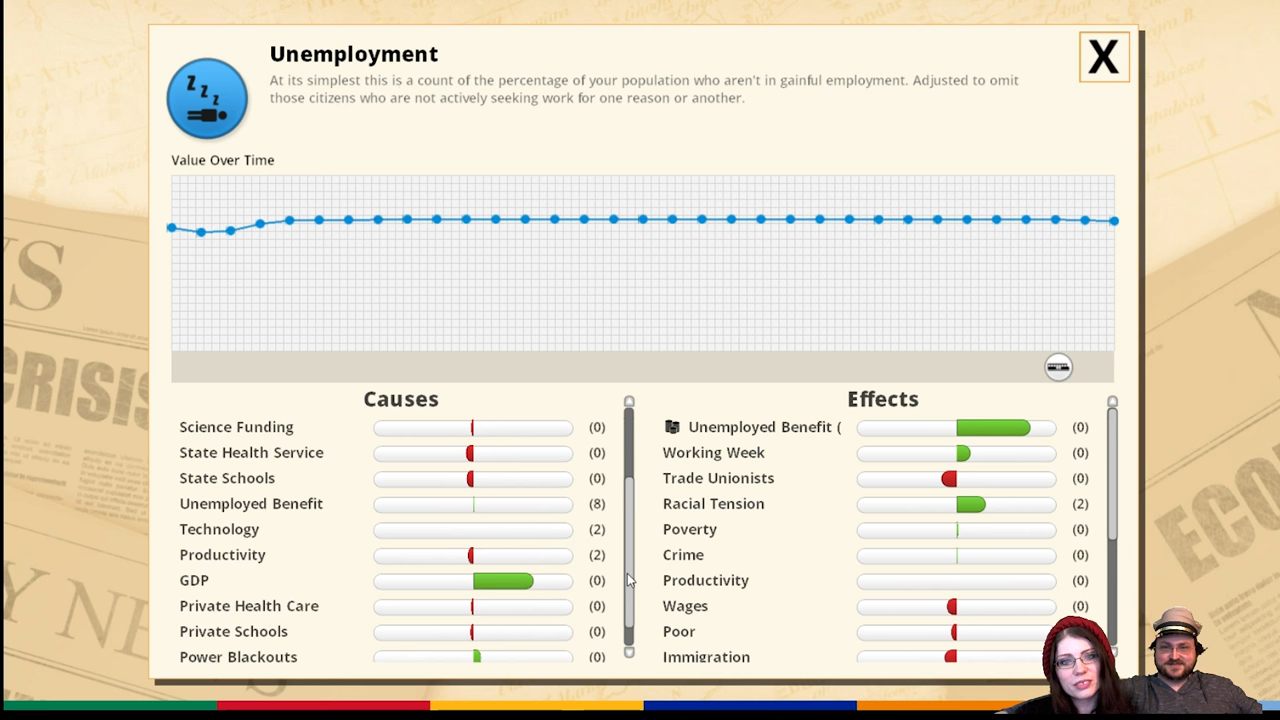 Unemployment
X
At its simplest this is a count of the percentage of your population who aren't in gainful employment. Adjusted to omit
those citizens who are not actively seeking work for one reason or another.
z z z
Value Over Time
Causes
Science Funding (0)
State Health Service (0)
State Schools (0)
Unemployed Benefit (8)
Technology (2)
Productivity (2)
GDP (0)
Private Health Care (0)
Private Schools (0)
Power Blackouts (0)
Effects
Unemployed Benefit ( (0)
Working Week (0)
Trade Unionists (0)
Racial Tension (2)
Poverty (0)
Crime (0)
Productivity (0)
Wages (0)
Poor
Immigration
CRISIS
ECO